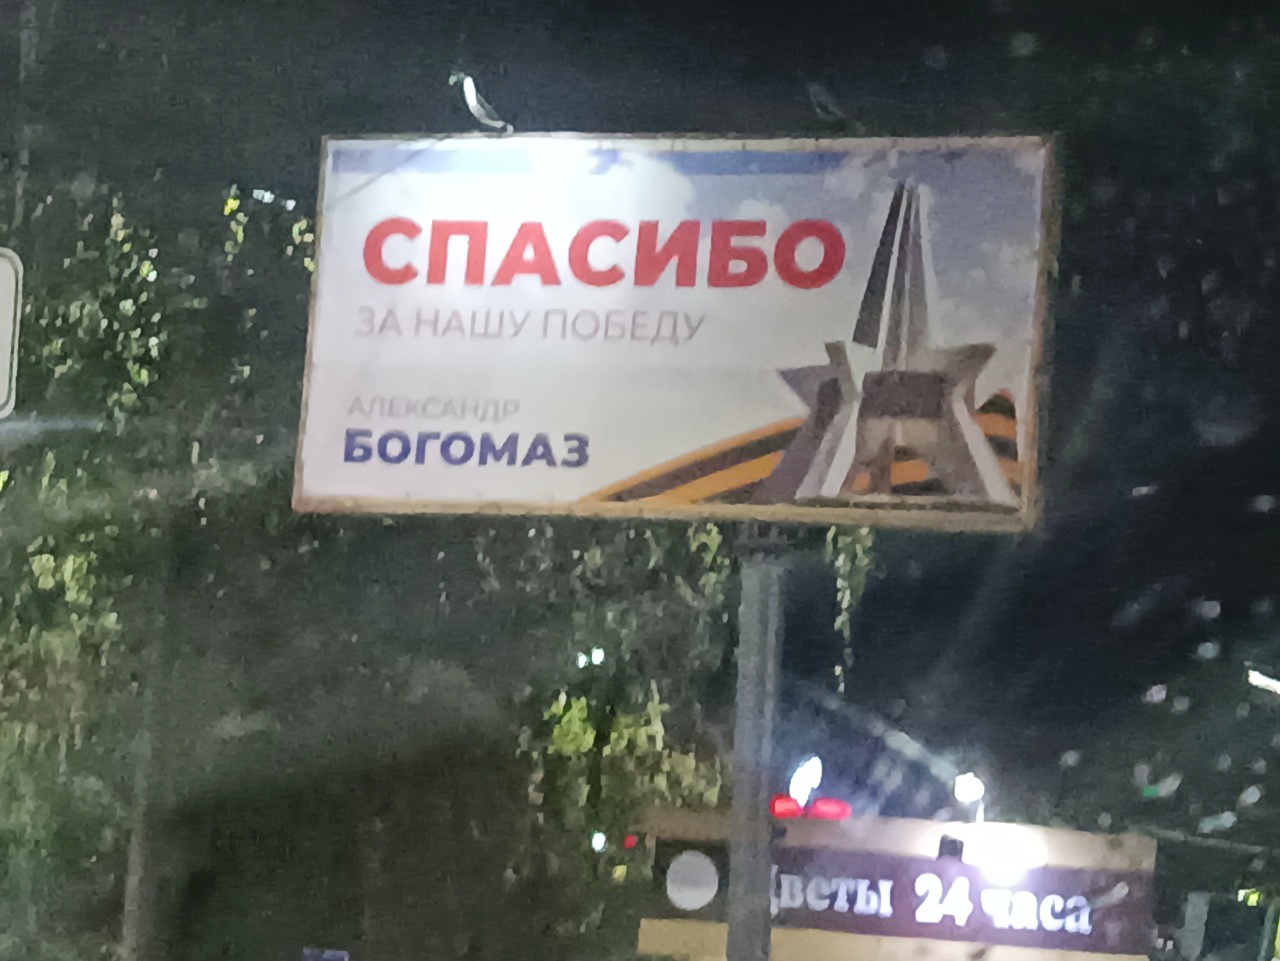 СПАСИБО
ЗА НАШУ ПОБЕДУ
АЛЕКСАНДР
БОГОМАЗ
цветы 24 часа